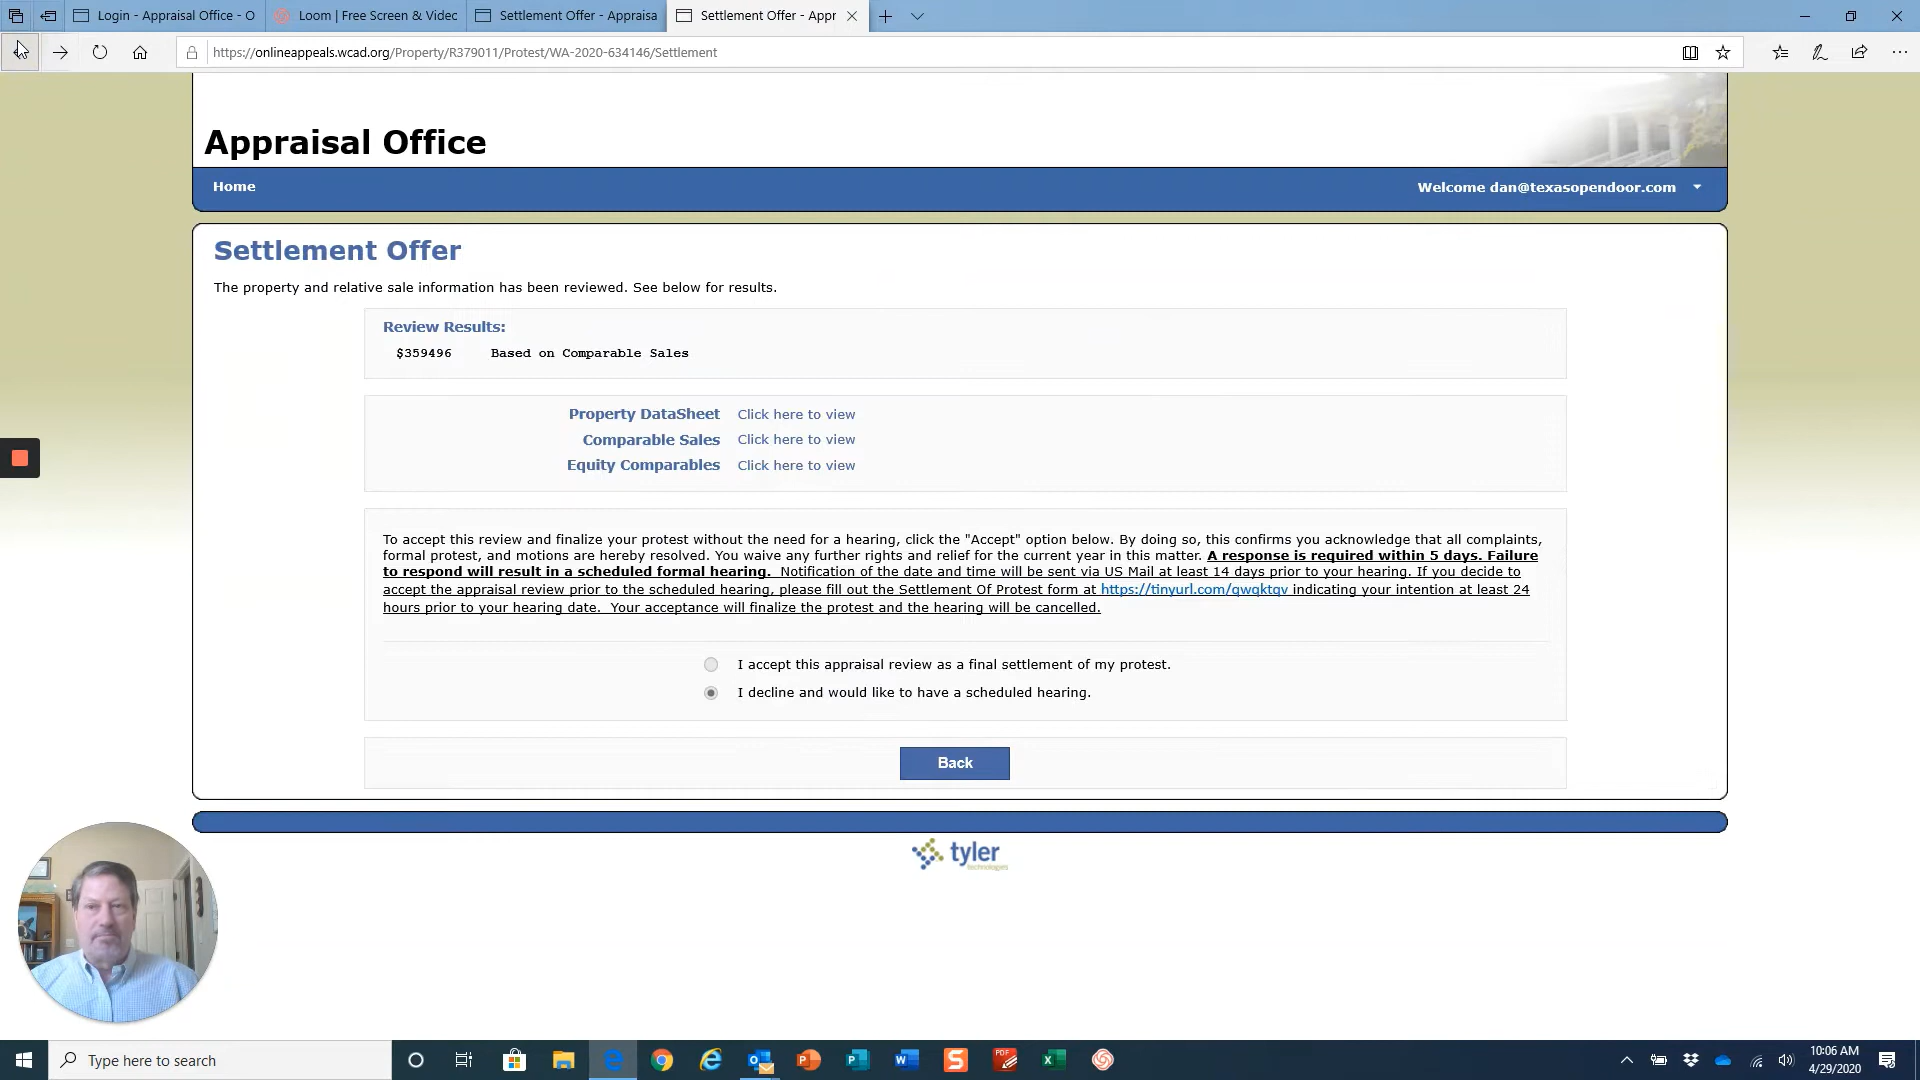 Login - Appraisal Office - O
Loom | Free Screen & Videc
Settlement Offer - Appraisa
Settlement Offer - Appr
https://onlineappeals.wcad.org/Property/R379011/Protest/WA-2020-634146/Settlement
Appraisal Office
Home
Welcome dan@texasopendoor.com
Settlement Offer
The property and relative sale information has been reviewed. See below for results.
Review Results:
$359496 Based on Comparable Sales
Property DataSheet Click here to view
Comparable Sales Click here to view
Equity Comparables Click here to view
To accept this review and finalize your protest without the need for a hearing, click the "Accept" option below. By doing so, this confirms you acknowledge that all complaints,
formal protest, and motions are hereby resolved. You waive any further rights and relief for the current year in this matter. A response is required within 5 days. Failure
to respond will result in a scheduled formal hearing. Notification of the date and time will be sent via US Mail at least 14 days prior to your hearing. If you decide to
accept the appraisal review prior to the scheduled hearing, please fill out the Settlement Of Protest form at https://tinyurl.com/qwqktqv indicating your intention at least 24
hours prior to your hearing date. Your acceptance will finalize the protest and the hearing will be cancelled.
I accept this appraisal review as a final settlement of my protest.
I decline and would like to have a scheduled hearing.
Back
tyler
technologies
Type here to search
10:06 AM
4/29/2020